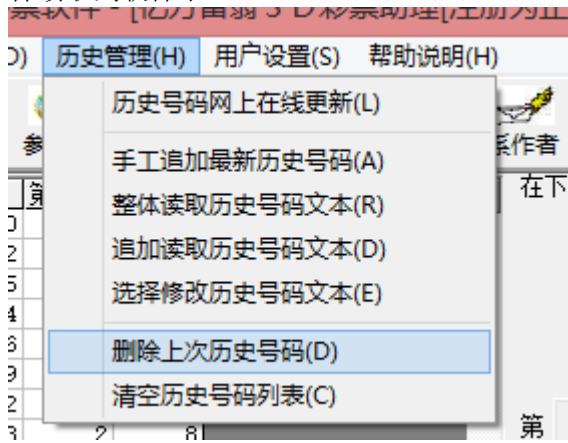 历史管理(H) 用户设置(S) 帮助说明(H)
历史号码网上在线更新(L)
手工追加最新历史号码(A)
整体读取历史号码文本(R)
追加读取历史号码文本(D)
选择修改历史号码文本(E)
删除上次历史号码(D)
清空历史号码列表(C)
参
系作者
第
在下
2 8
第